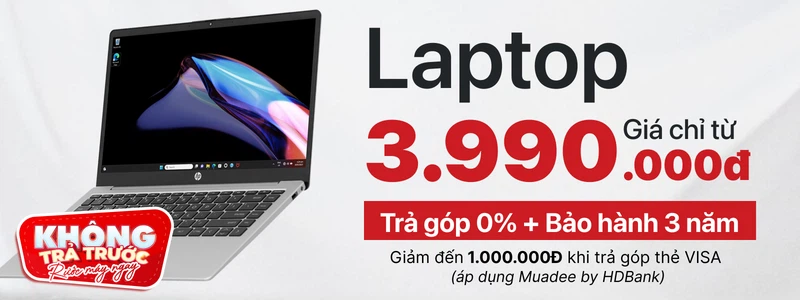 Laptop
Giá chỉ từ
3.990.000đ
Trả góp 0% + Bảo hành 3 năm
Giảm đến 1.000.000Đ khi trả góp thẻ VISA
(áp dụng Muadee by HDBank)
hp
KHÔNG
TRẢ TRƯỚC
Rước máy ngay